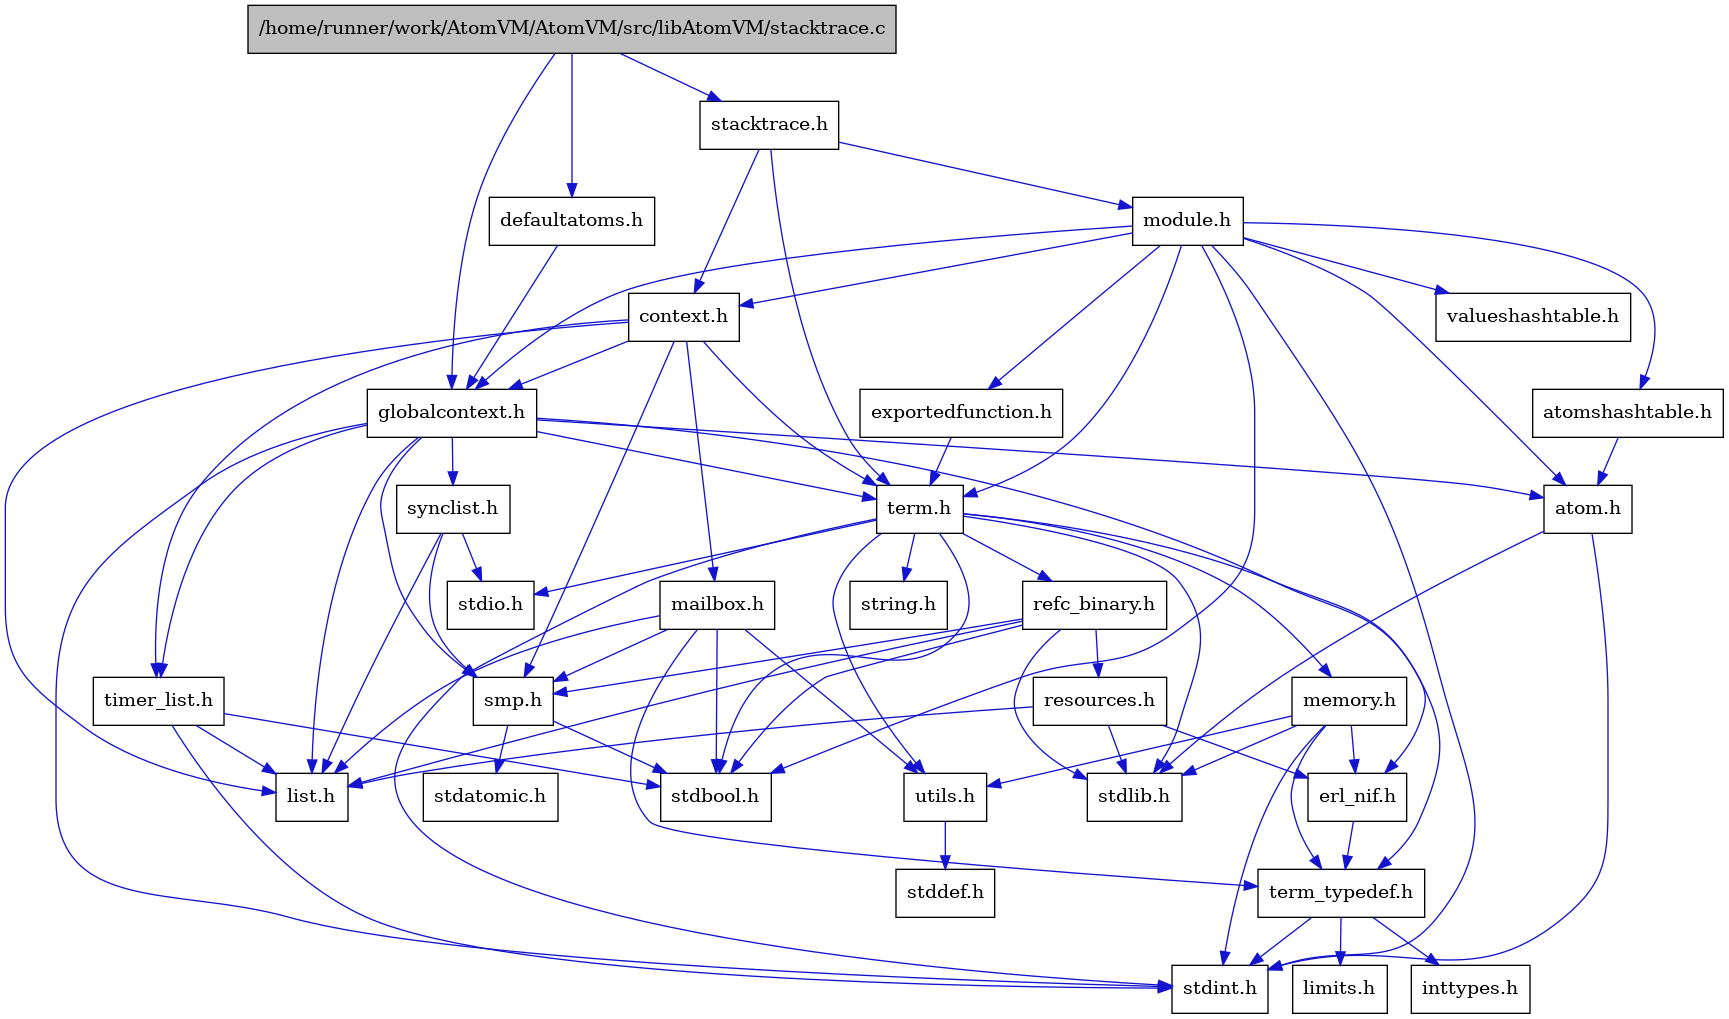 /home/runner/work/AtomVM/AtomVM/src/libAtomVM/stacktrace.c
stacktrace.h
defaultatoms.h
module.h
context.h
valueshashtable.h
globalcontext.h
exportedfunction.h
atomshashtable.h
synclist.h
term.h
atom.h
stdio.h
mailbox.h
string.h
refc_binary.h
timer_list.h
smp.h
resources.h
memory.h
list.h
stdatomic.h
stdbool.h
utils.h
stdlib.h
erl_nif.h
stddef.h
term_typedef.h
stdint.h
limits.h
inttypes.h